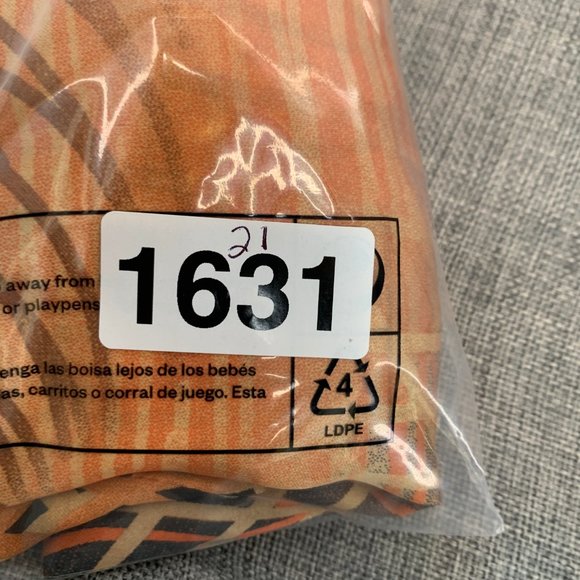 21
1631
away from
or playpens
enga las boisa lejos de los bebés
as, carritos o corral de juego. Esta
4
LDPE